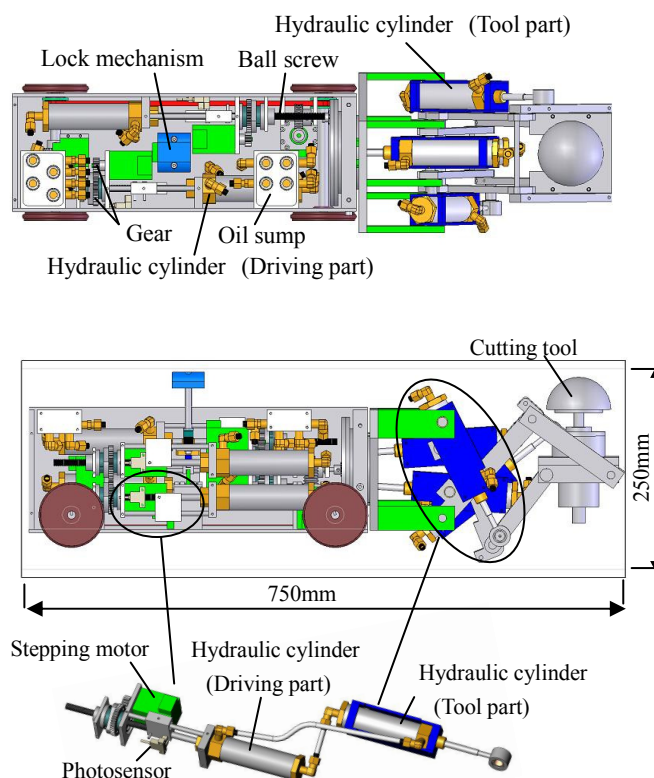 Hydraulic cylinder (Tool part)
Lock mechanism
Ball screw
Gear
Oil sump
Hydraulic cylinder (Driving part)
Cutting tool
250mm
750mm
Stepping motor
Hydraulic cylinder
(Driving part)
Hydraulic cylinder
(Tool part)
Photosensor